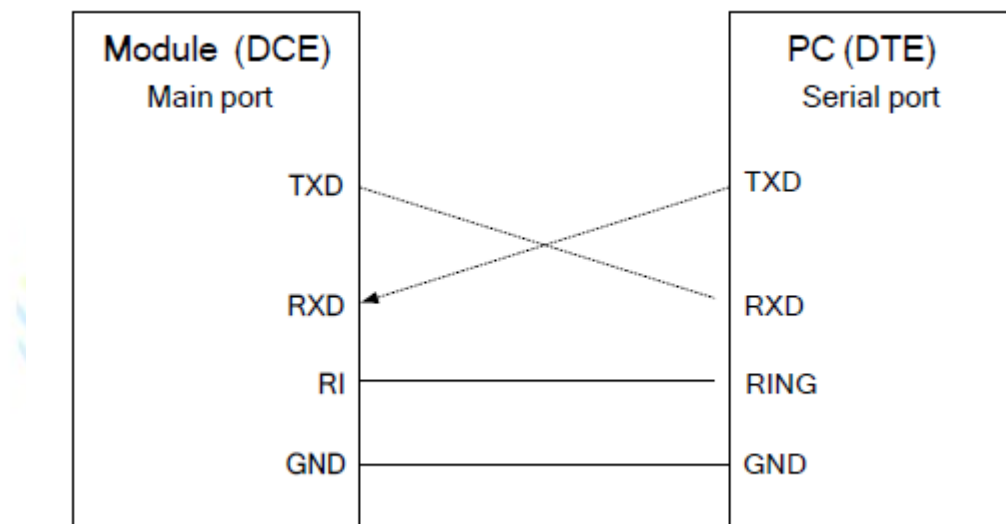 Module (DCE)
Main port
TXD
RXD
RI
GND
PC (DTE)
Serial port
TXD
RXD
RING
GND